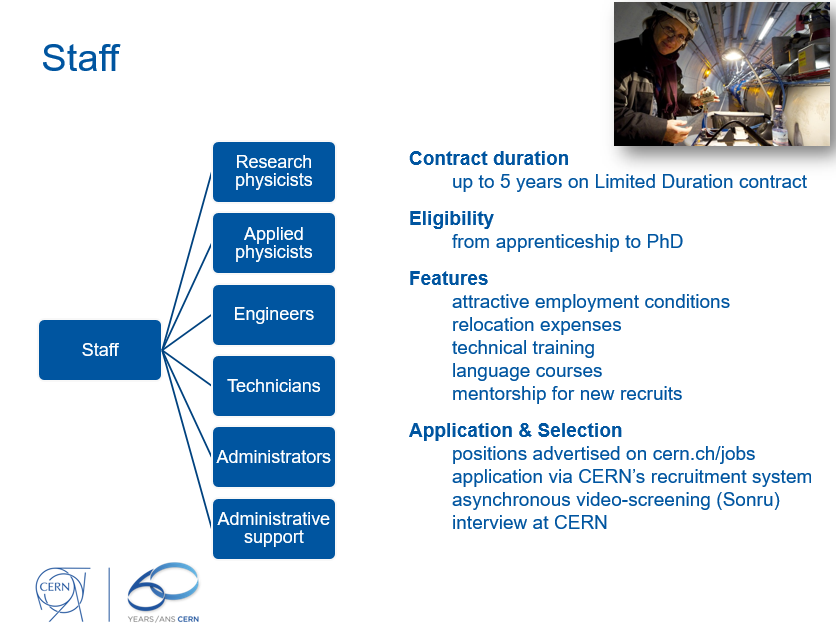 Staff
Research
physicists
Applied
physicists
Engineers
Staff
Technicians
Administrators
Administrative
support
Contract duration
up to 5 years on Limited Duration contract
Eligibility
from apprenticeship to PhD
Features
attractive employment conditions
relocation expenses
technical training
language courses
mentorship for new recruits
Application & Selection
positions advertised on cern.ch/jobs
application via CERN’s recruitment system
asynchronous video-screening (Sonru)
interview at CERN
CERN
60
YEARS/ANS CERN